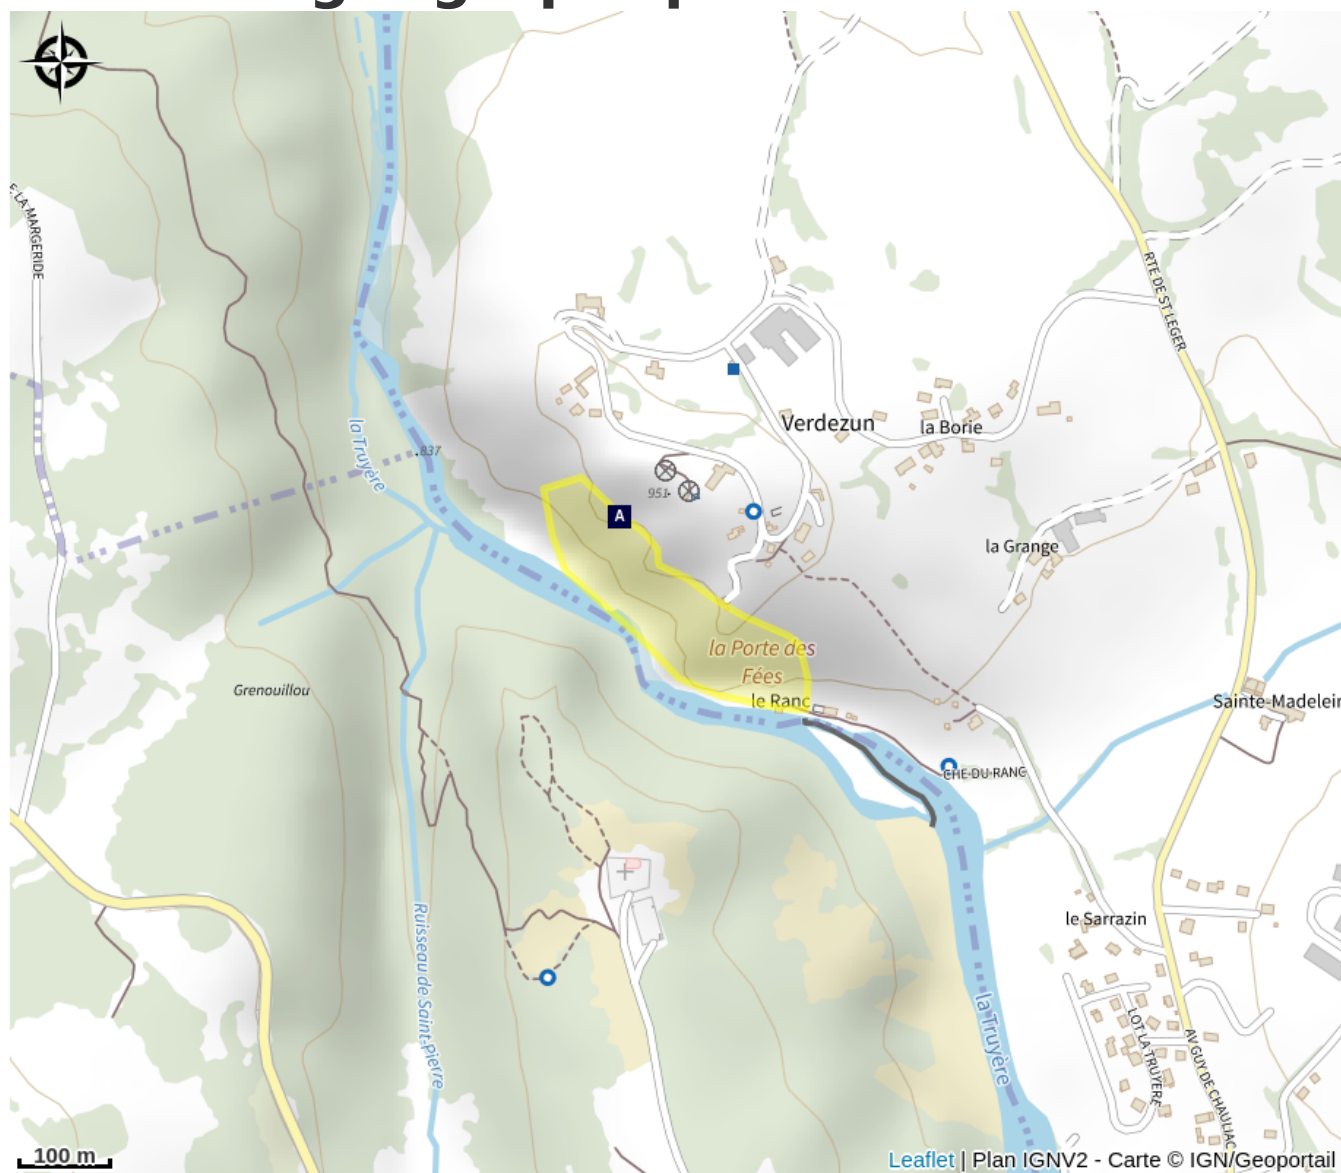 E LA MARGERIDE
RTE DE ST LEGER
la Truyère
.837
Verdezun
la Borie
951
A
la Grange
la Porte des
Fées
le Ranc
Grenouillou
Sainte-Madelein
CHE DU RANC
le Sarrazin
Ruisseau de Saint-Pierre
la Truyère
LOT LA TRUYERE
AV GUY DE CHAULIAC
100 m
Leaflet | Plan IGNV2 - Carte © IGN/Geoportail